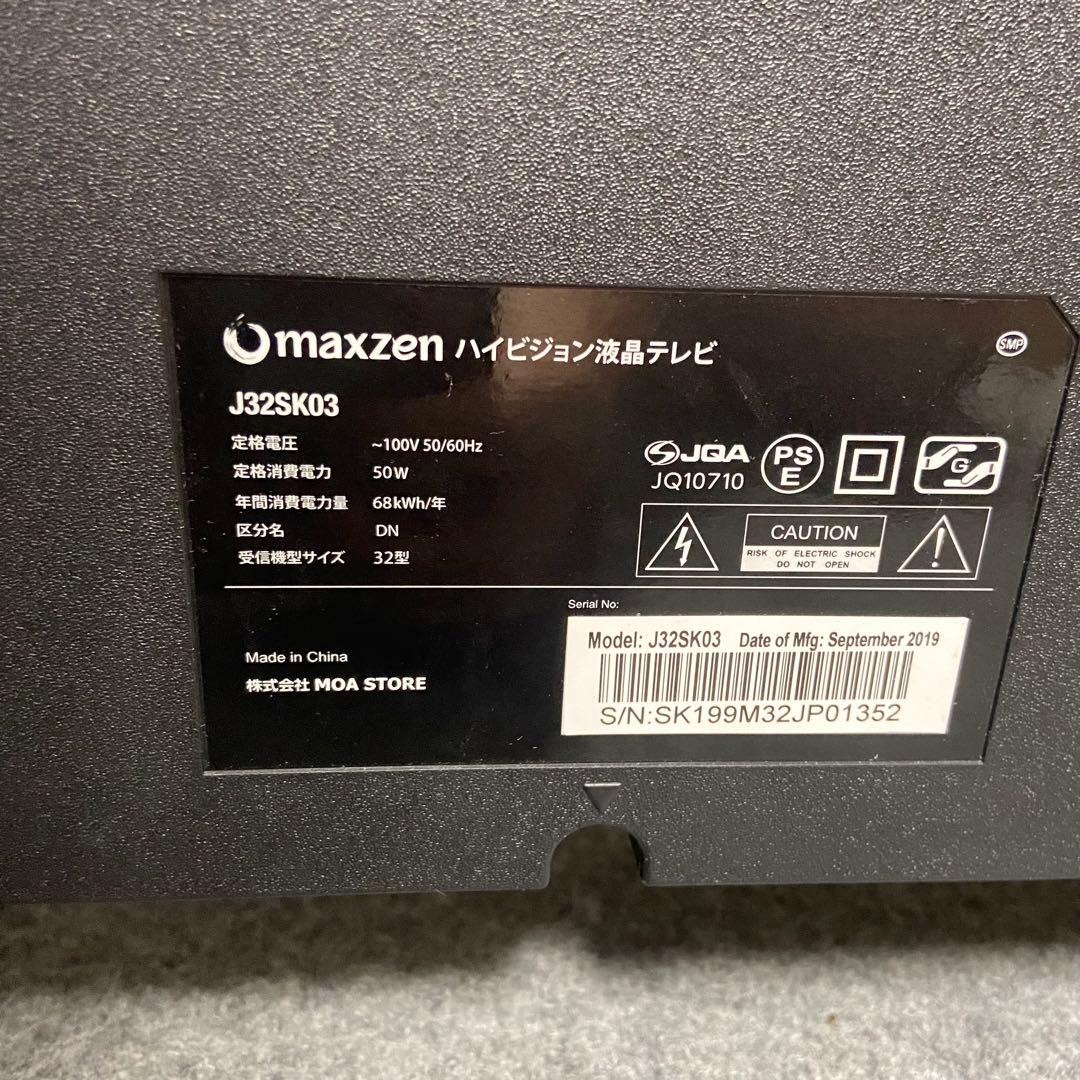 maxzen ハイビジョン液晶テレビ
SMP
J32SK03
定格電圧 ~100V 50/60Hz
定格消費電力 50W
年間消費電力量 68kWh/年
区分名 DN
受信機型サイズ 32型
JQA
JQ10710
PS
E
G
CAUTION
RISK OF ELECTRIC SHOCK
DO NOT OPEN
Serial No:
Model: J32SK03 Date of Mfg: September 2019
S/N:SK199M32JP01352
Made in China
株式会社 MOA STORE